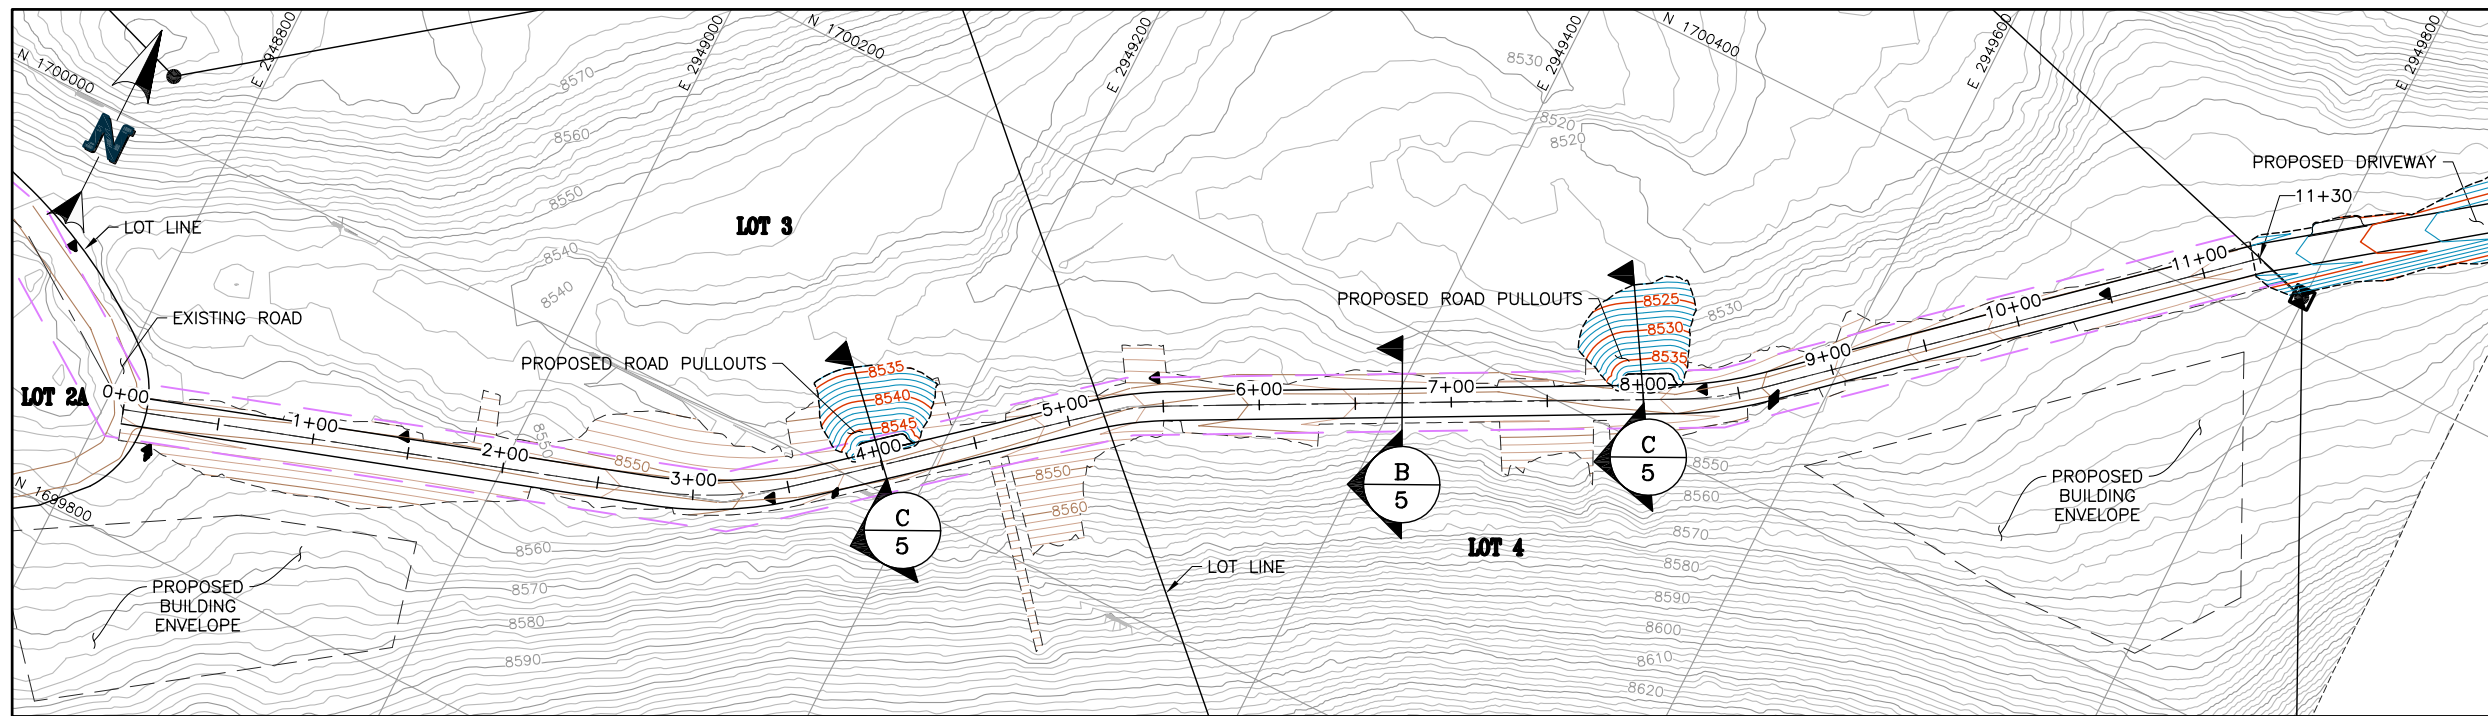 N 1700000
E 2948800
E 2949000
N 1700200
E 2949200
E 2949400
N 1700400
E 2949600
E 2949800
8570
8560
8550
8540
8540
8530
8520
8520
N
LOT LINE
LOT 3
PROPOSED DRIVEWAY
11+30
EXISTING ROAD
PROPOSED ROAD PULLOUTS
PROPOSED ROAD PULLOUTS
8535
8540
8545
8525
8530
8535
8530
LOT 2A
0+00
1+00
2+00
3+00
4+00
5+00
6+00
7+00
8+00
9+00
10+00
11+00
8550
8550
8550
8560
N 1699800
C
5
B
5
C
5
LOT 4
LOT LINE
PROPOSED
BUILDING
ENVELOPE
PROPOSED
BUILDING
ENVELOPE
8560
8570
8580
8590
8550
8560
8570
8580
8590
8600
8610
8620